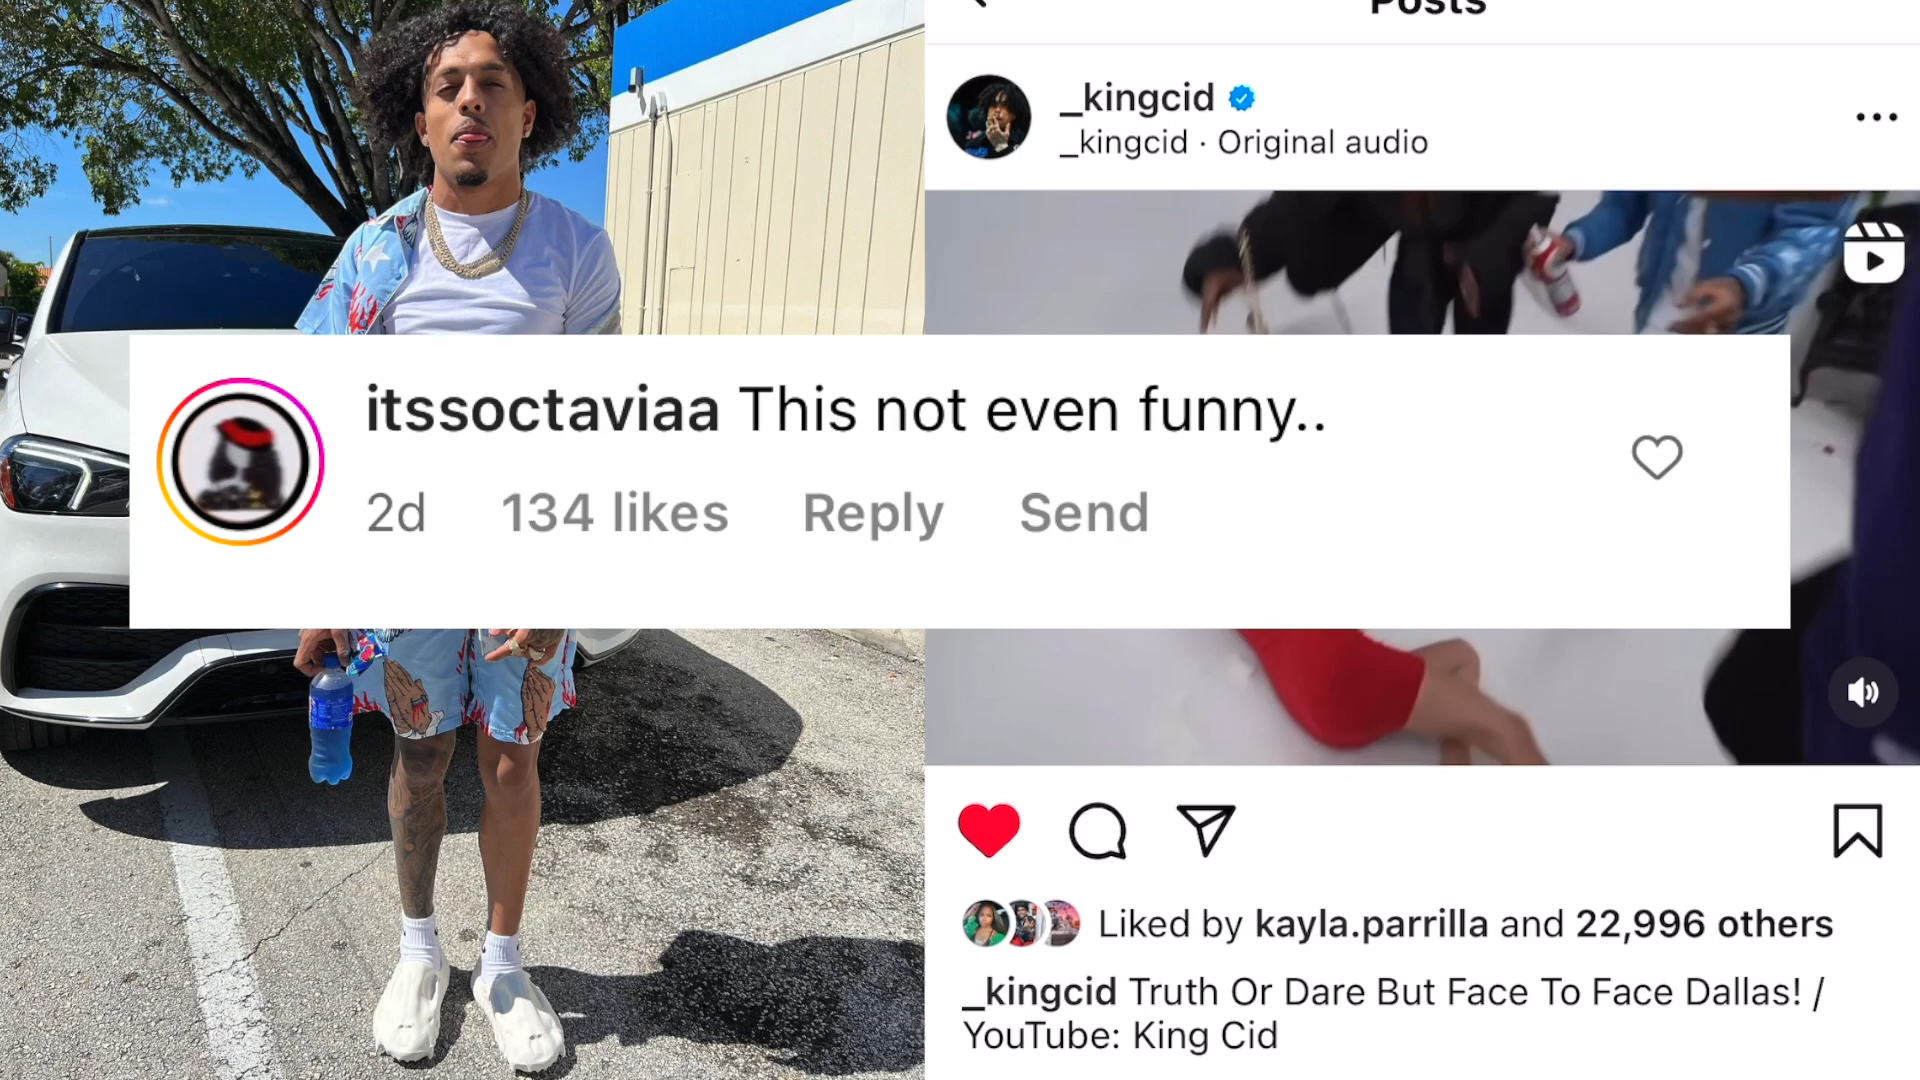 Posts
_kingcid
_kingcid · Original audio
itssoctaviaa This not even funny..
2d 134 likes Reply Send
Liked by kayla.parrilla and 22,996 others
_kingcid Truth Or Dare But Face To Face Dallas! /
YouTube: King Cid